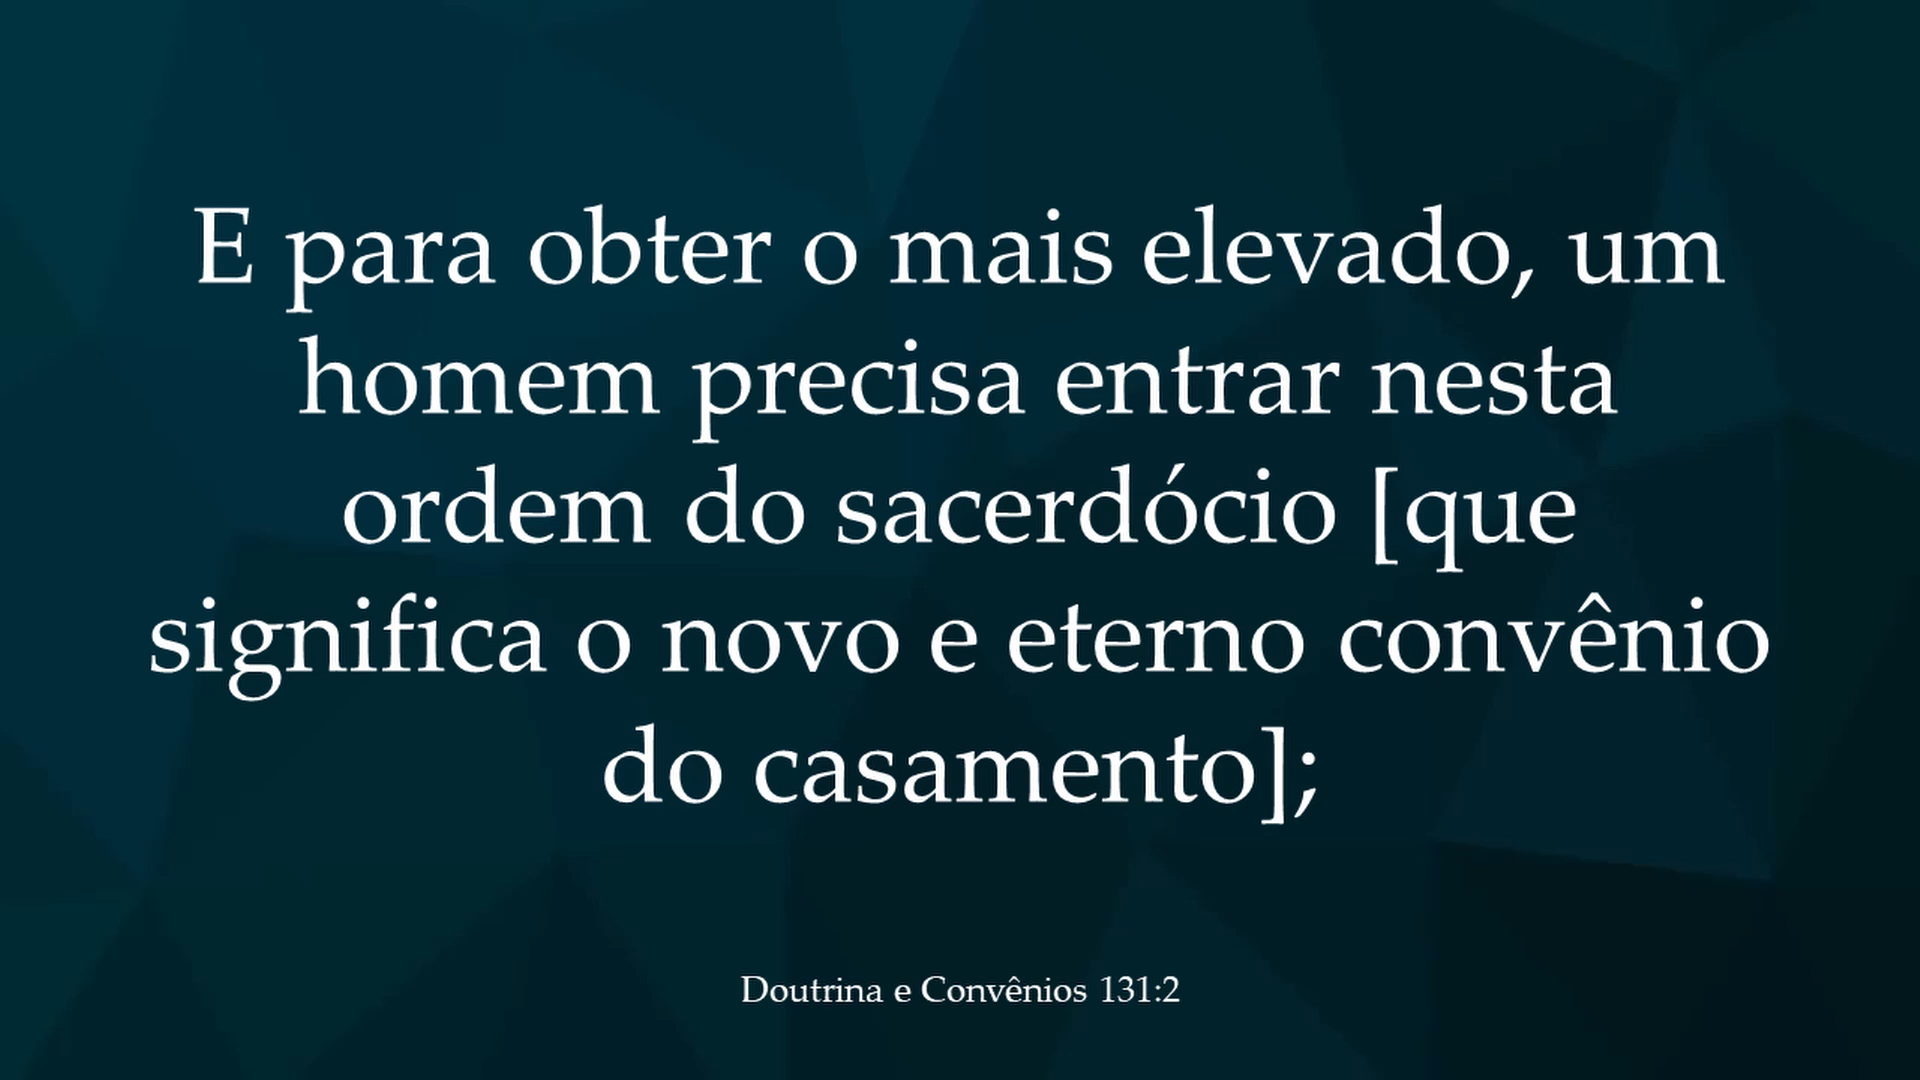 E para obter o mais elevado, um
homem precisa entrar nesta
ordem do sacerdócio [que
significa o novo e eterno convênio
do casamento];
Doutrina e Convênios 131:2